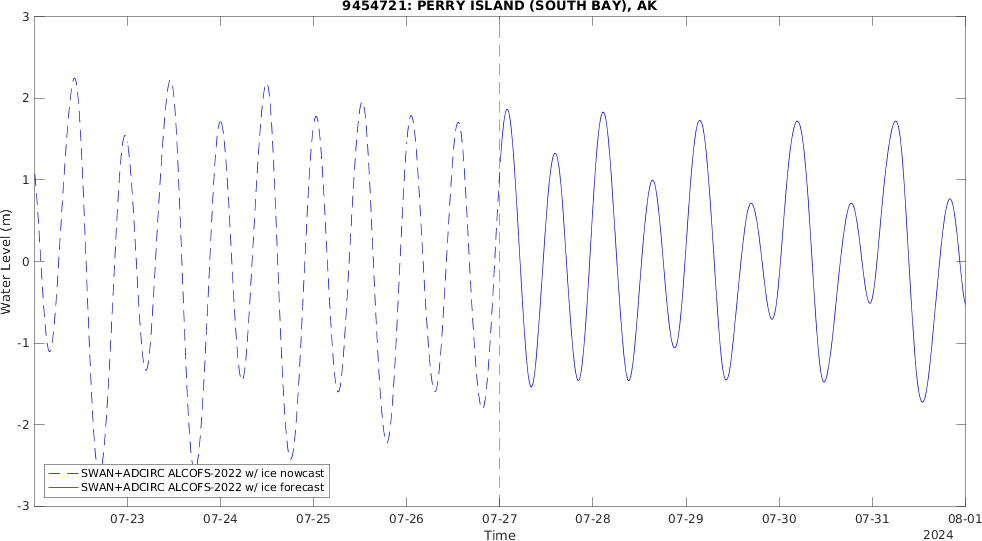 9454721: PERRY ISLAND (SOUTH BAY), AK
3
2
1
0
-1
-2
-3
Water Level (m)
SWAN+ADCIRC ALCOFS-2022 w/ ice nowcast
SWAN+ADCIRC ALCOFS-2022 w/ ice forecast
07-23 07-24 07-25 07-26 07-27 07-28 07-29 07-30 07-31 08-01
Time
2024